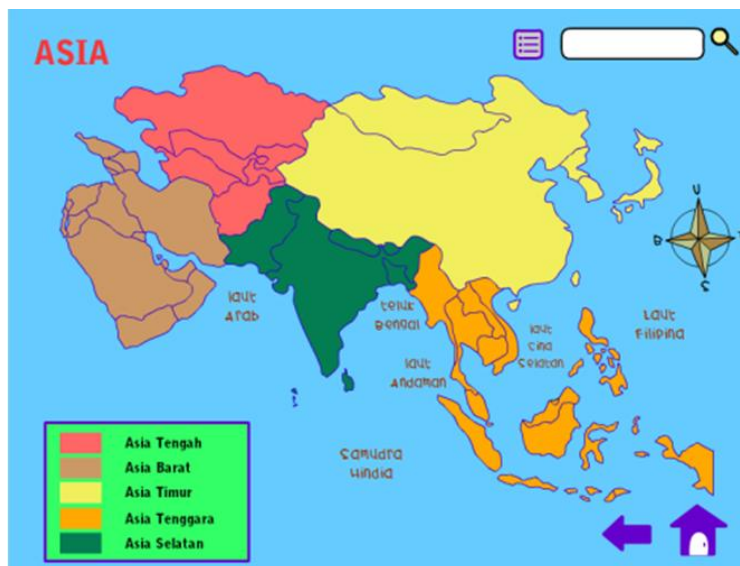 ASIA
U
B
T
S
laut
Arab
teluk
Bengal
laut
Andaman
laut
Cina
Selatan
Laut
Filipina
Samudra
Hindia
Asia Tengah
Asia Barat
Asia Timur
Asia Tenggara
Asia Selatan